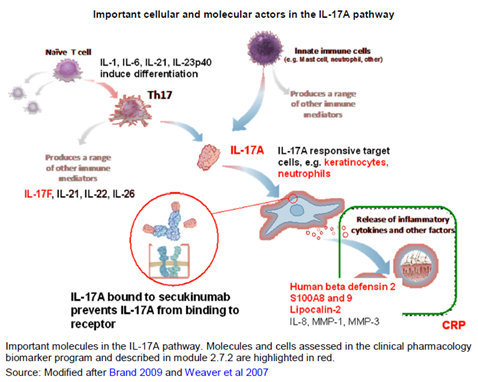 Important cellular and molecular actors in the IL-17A pathway
Naïve T cell
IL-1, IL-6, IL-21, IL-23p40
induce differentiation
Th17
Innate immune cells
(e.g. Mast cell, neutrophil, other)
Produces a range
of other immune
mediators
IL-17A
IL-17A responsive target
cells, e.g. keratinocytes,
neutrophils
Produces a range
of other immune
mediators
IL-17F, IL-21, IL-22, IL-26
Release of inflammatory
cytokines and other factors
IL-17A bound to secukinumab
prevents IL-17A from binding to
receptor
Human beta defensin 2
S100A8 and 9
Lipocalin-2
IL-8, MMP-1, MMP-3
CRP
Important molecules in the IL-17A pathway. Molecules and cells assessed in the clinical pharmacology
biomarker program and described in module 2.7.2 are highlighted in red.
Source: Modified after Brand 2009 and Weaver et al 2007